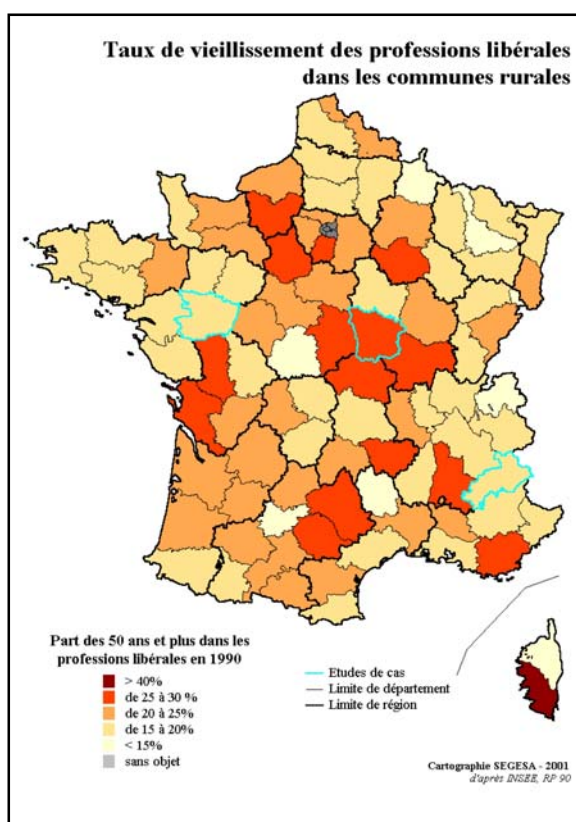 Taux de vieillissement des professions libérales
dans les communes rurales
Part des 50 ans et plus dans les
professions libérales en 1990
> 40%
de 25 à 30 %
de 20 à 25%
de 15 à 20%
< 15%
sans objet
Etudes de cas
Limite de département
Limite de région
Cartographie SEGESA - 2001
d'après INSEE, RP 90